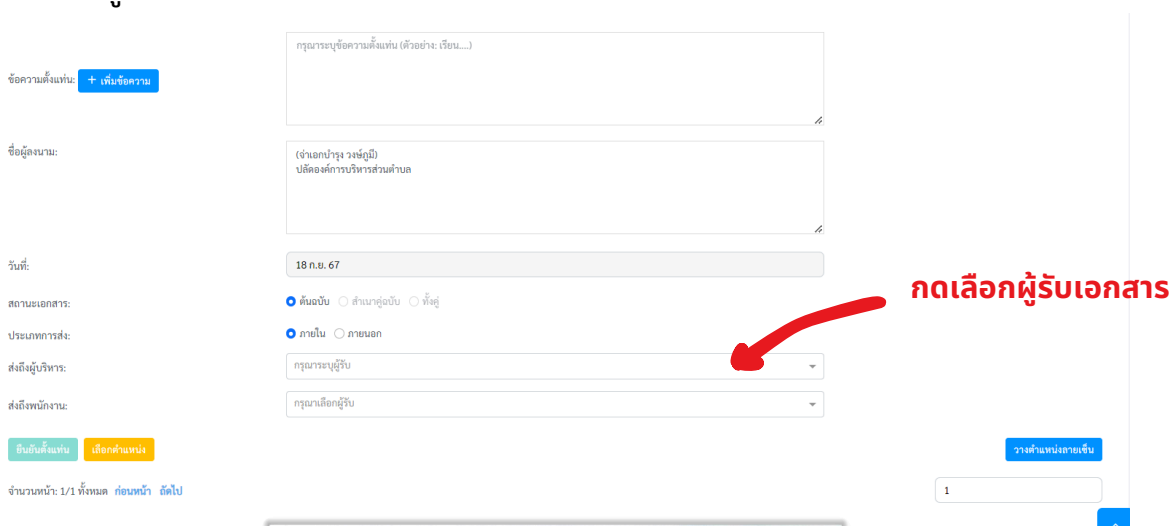 กรุณาระบุข้อความตั้งแท่น (ตัวอย่าง: เรียน....)
ข้อความตั้งแท่น: + เพิ่มข้อความ
ชื่อผู้ลงนาม:
(จ่าเอกบำรุง วงษ์ภูมี)
ปลัดองค์การบริหารส่วนตำบล
วันที่: 18 ก.ย. 67
กดเลือกผู้รับเอกสาร
สถานะเอกสาร: ต้นฉบับ สำเนาคู่ฉบับ ทั้งคู่
ประเภทการส่ง: ภายใน ภายนอก
ส่งถึงผู้บริหาร: กรุณาระบุผู้รับ
ส่งถึงพนักงาน: กรุณาเลือกผู้รับ
ยืนยันตั้งแท่น เลือกตำแหน่ง วางตำแหน่งลายเซ็น
จำนวนหน้า: 1/1 ทั้งหมด ก่อนหน้า ถัดไป 1